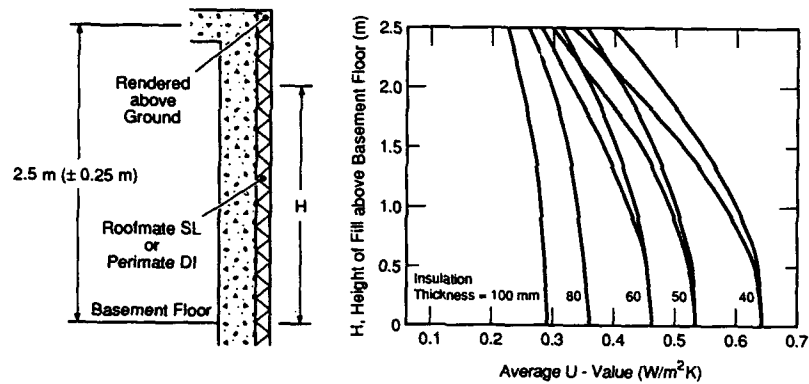 Rendered
above
Ground
2.5 m (± 0.25 m)
H
Roofmate SL
or
Perimate DI
Basement Floor
H, Height of Fill above Basement Floor (m)
2.5
2.0
1.5
1.0
0.5
0
Insulation
Thickness = 100 mm
80
60
50
40
0.1
0.2
0.3
0.4
0.5
0.6
0.7
Average U - Value (W/m²K)